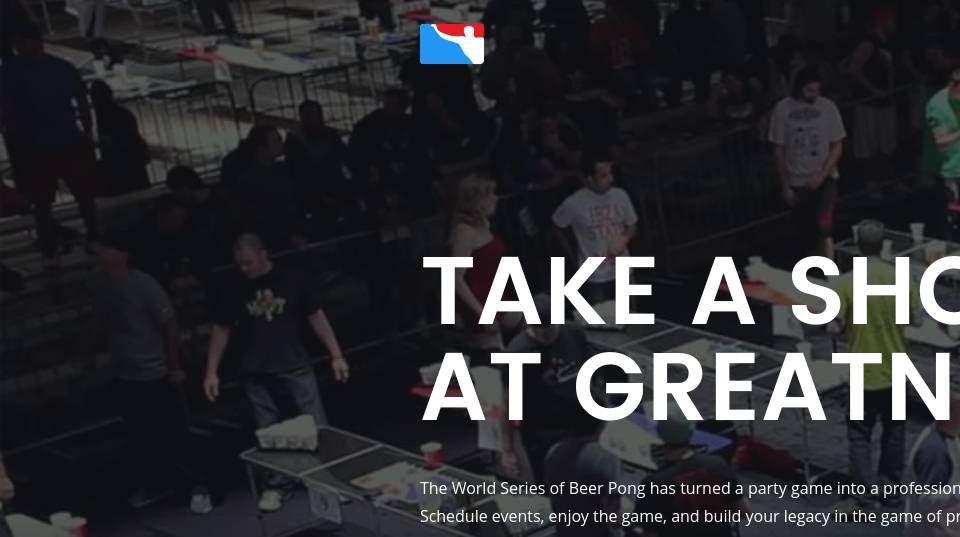 TAKE A SHO
AT GREATN
The World Series of Beer Pong has turned a party game into a profession
Schedule events, enjoy the game, and build your legacy in the game of pr